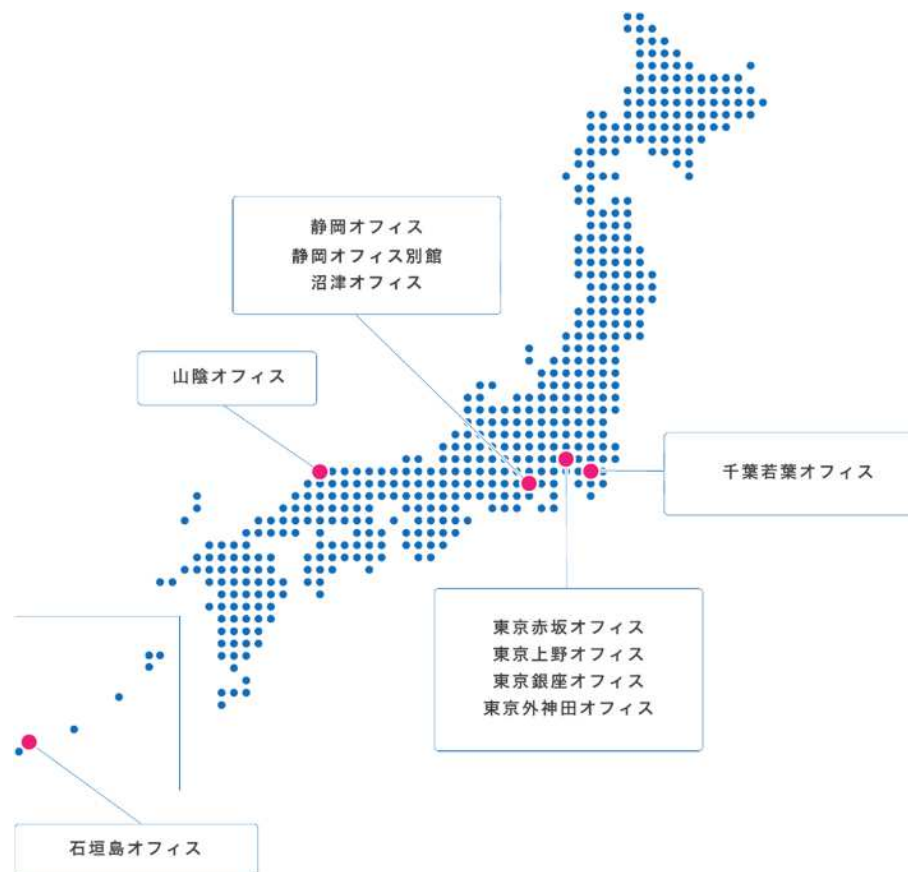 静岡オフィス
静岡オフィス別館
沼津オフィス
山陰オフィス
千葉若葉オフィス
東京赤坂オフィス
東京上野オフィス
東京銀座オフィス
東京外神田オフィス
石垣島オフィス